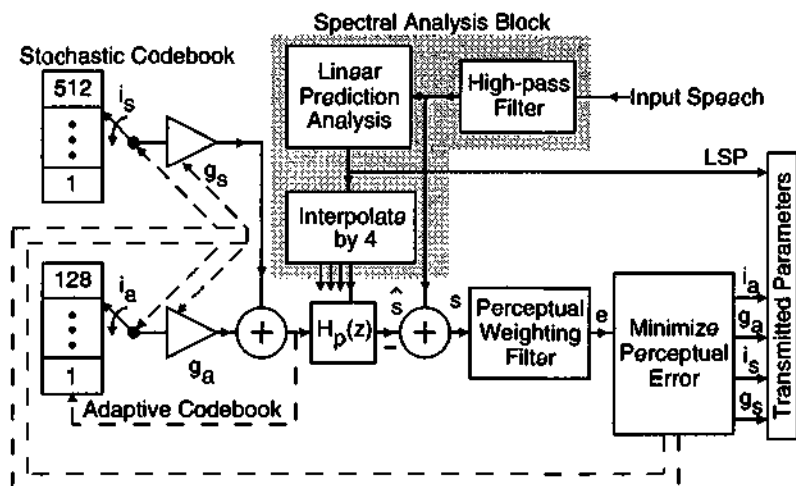 Spectral Analysis Block
Stochastic Codebook
512
1
i_s
g_s
Linear
Prediction
Analysis
High-pass
Filter
Input Speech
LSP
Interpolate
by 4
128
1
i_a
g_a
Adaptive Codebook
+
H_p(z)
ŝ
+
−
s
Perceptual
Weighting
Filter
e
Minimize
Perceptual
Error
i_a
g_a
i_s
g_s
Transmitted Parameters